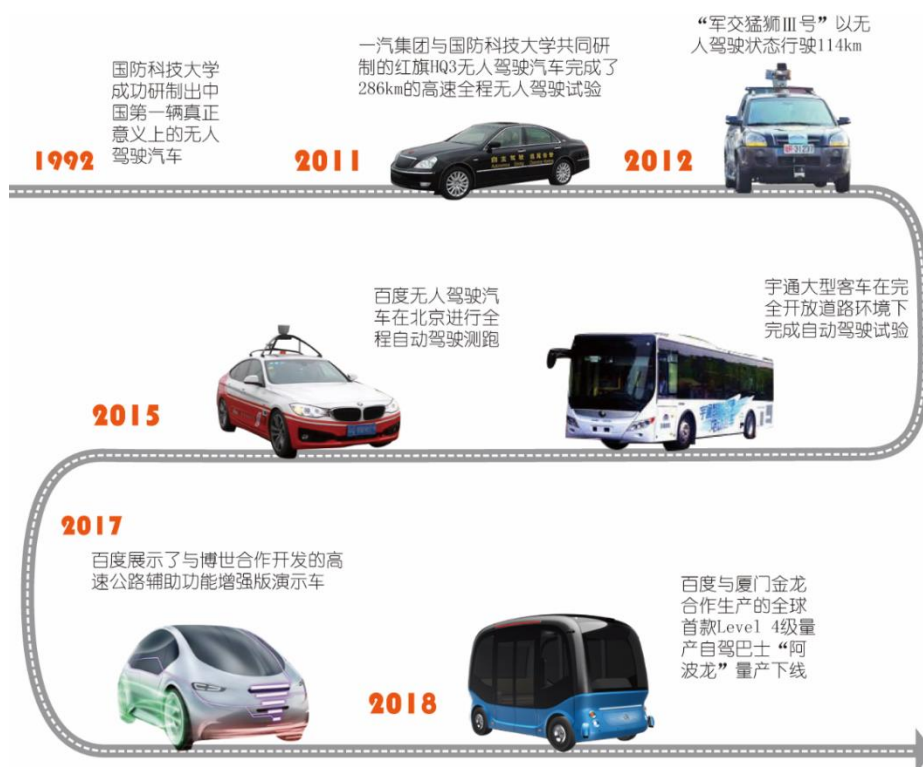 1992
国防科技大学
成功研制出中
国第一辆真正
意义上的无人
驾驶汽车
2011
一汽集团与国防科技大学共同研
制的红旗HQ3无人驾驶汽车完成了
286km的高速全程无人驾驶试验
2012
“军交猛狮Ⅲ号”以无
人驾驶状态行驶114km
2015
百度无人驾驶汽
车在北京进行全
程自动驾驶测跑
宇通大型客车在完
全开放道路环境下
完成自动驾驶试验
2017
百度展示了与博世合作开发的高
速公路辅助功能增强版演示车
2018
百度与厦门金龙
合作生产的全球
首款Level 4级量
产自驾巴士“阿
波龙”量产下线